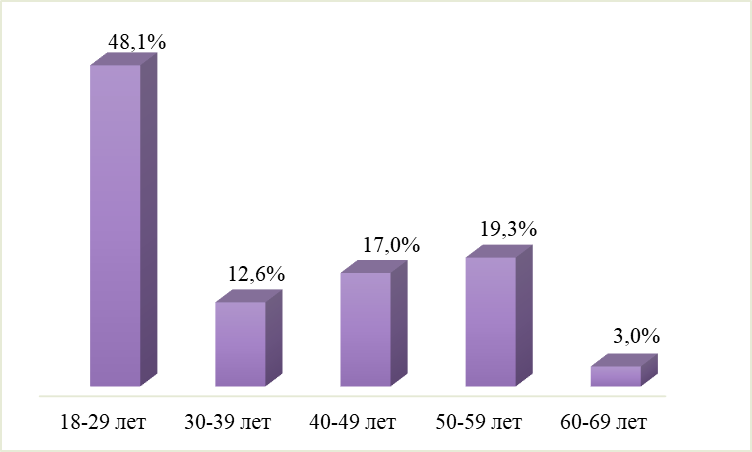 48,1%
12,6%
17,0%
19,3%
3,0%
18-29 лет
30-39 лет
40-49 лет
50-59 лет
60-69 лет